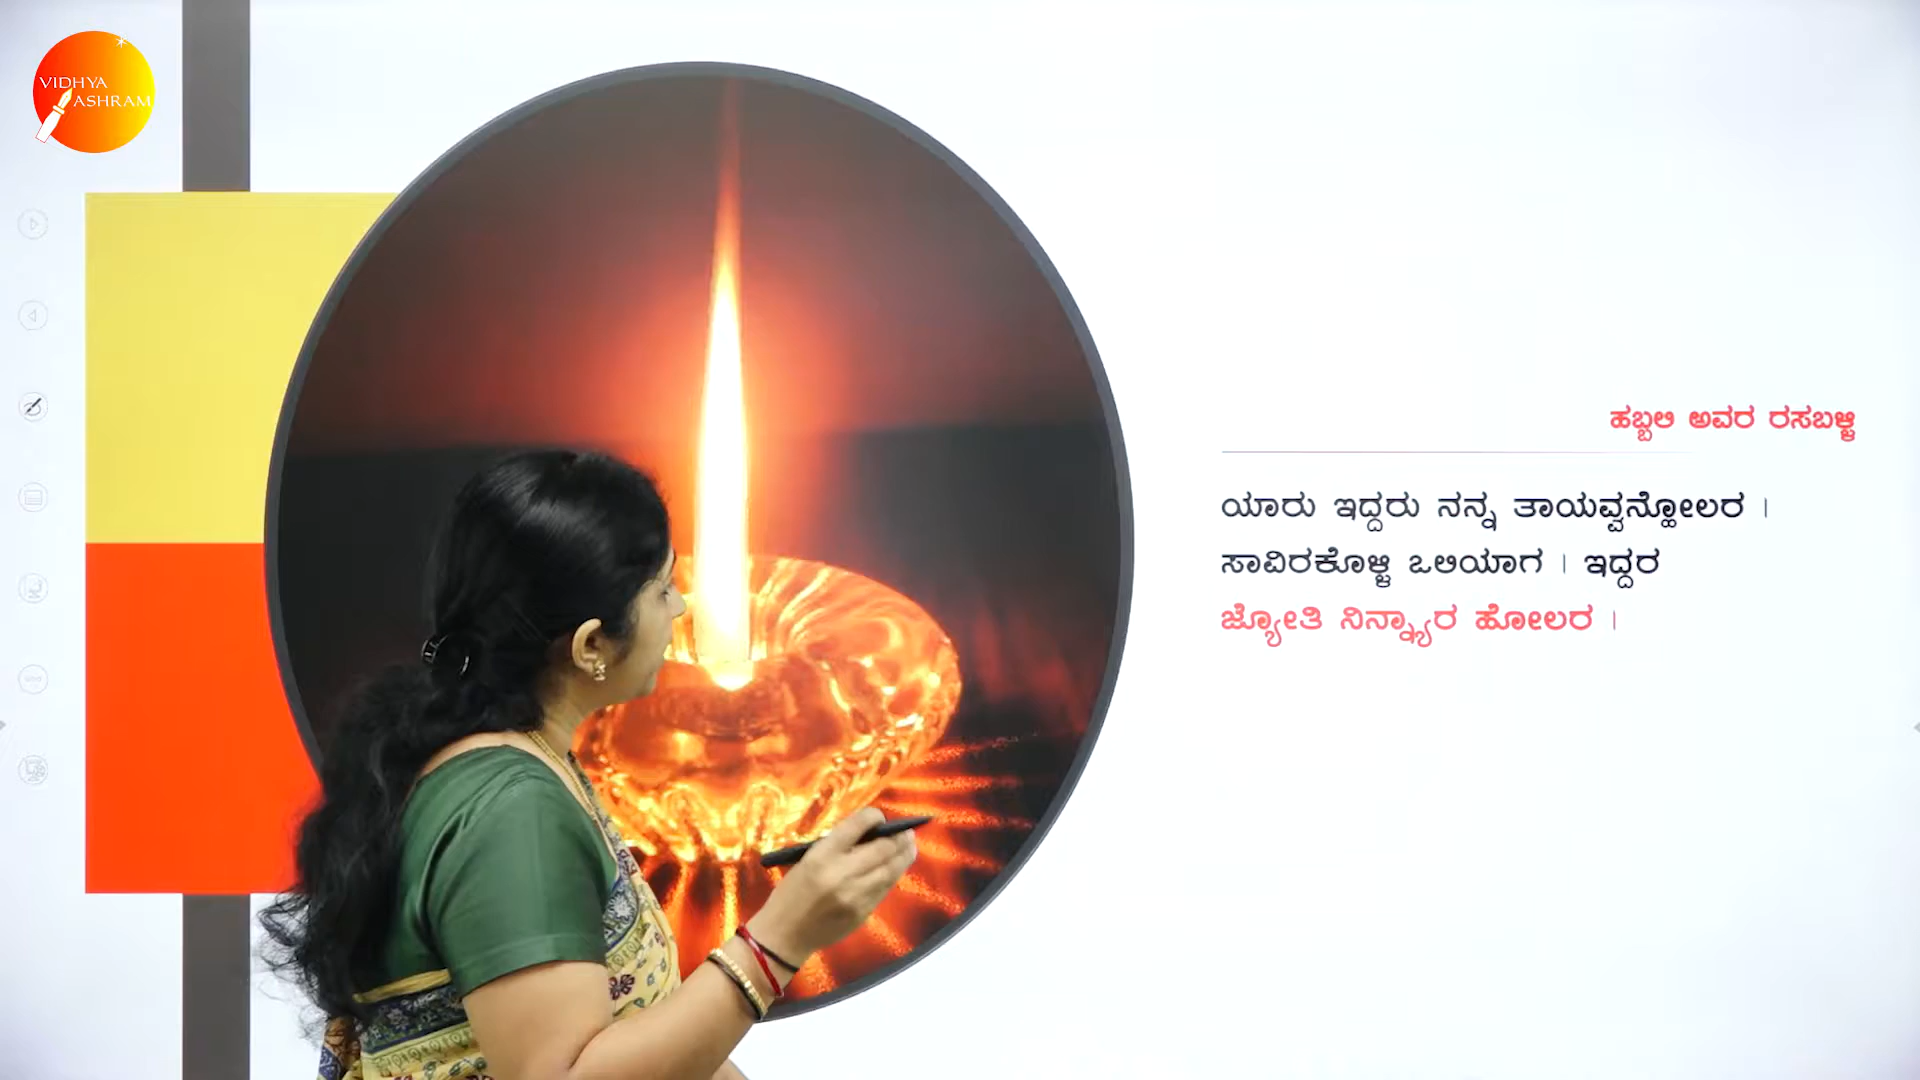 VIDHYA
ASHRAM
ಹಬ್ಬಲಿ ಅವರ ರಸಬಳ್ಳಿ
ಯಾರು ಇದ್ದರು ನನ್ನ ತಾಯವ್ವನ್ಹೋಲರ |
ಸಾವಿರಕೊಳ್ಳಿ ಒಲಿಯಾಗ | ಇದ್ದರ
ಜ್ಯೋತಿ ನಿನ್ನ್ಯಾರ ಹೋಲರ |